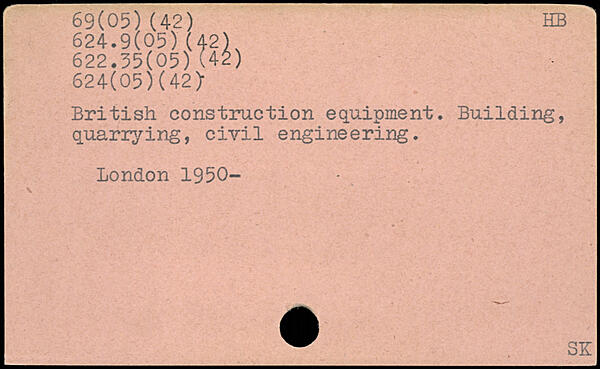 69(05)(42) HB
624.9(05)(42)
622.35(05)(42)
624(05)(42)
British construction equipment. Building,
quarrying, civil engineering.
London 1950-
SK